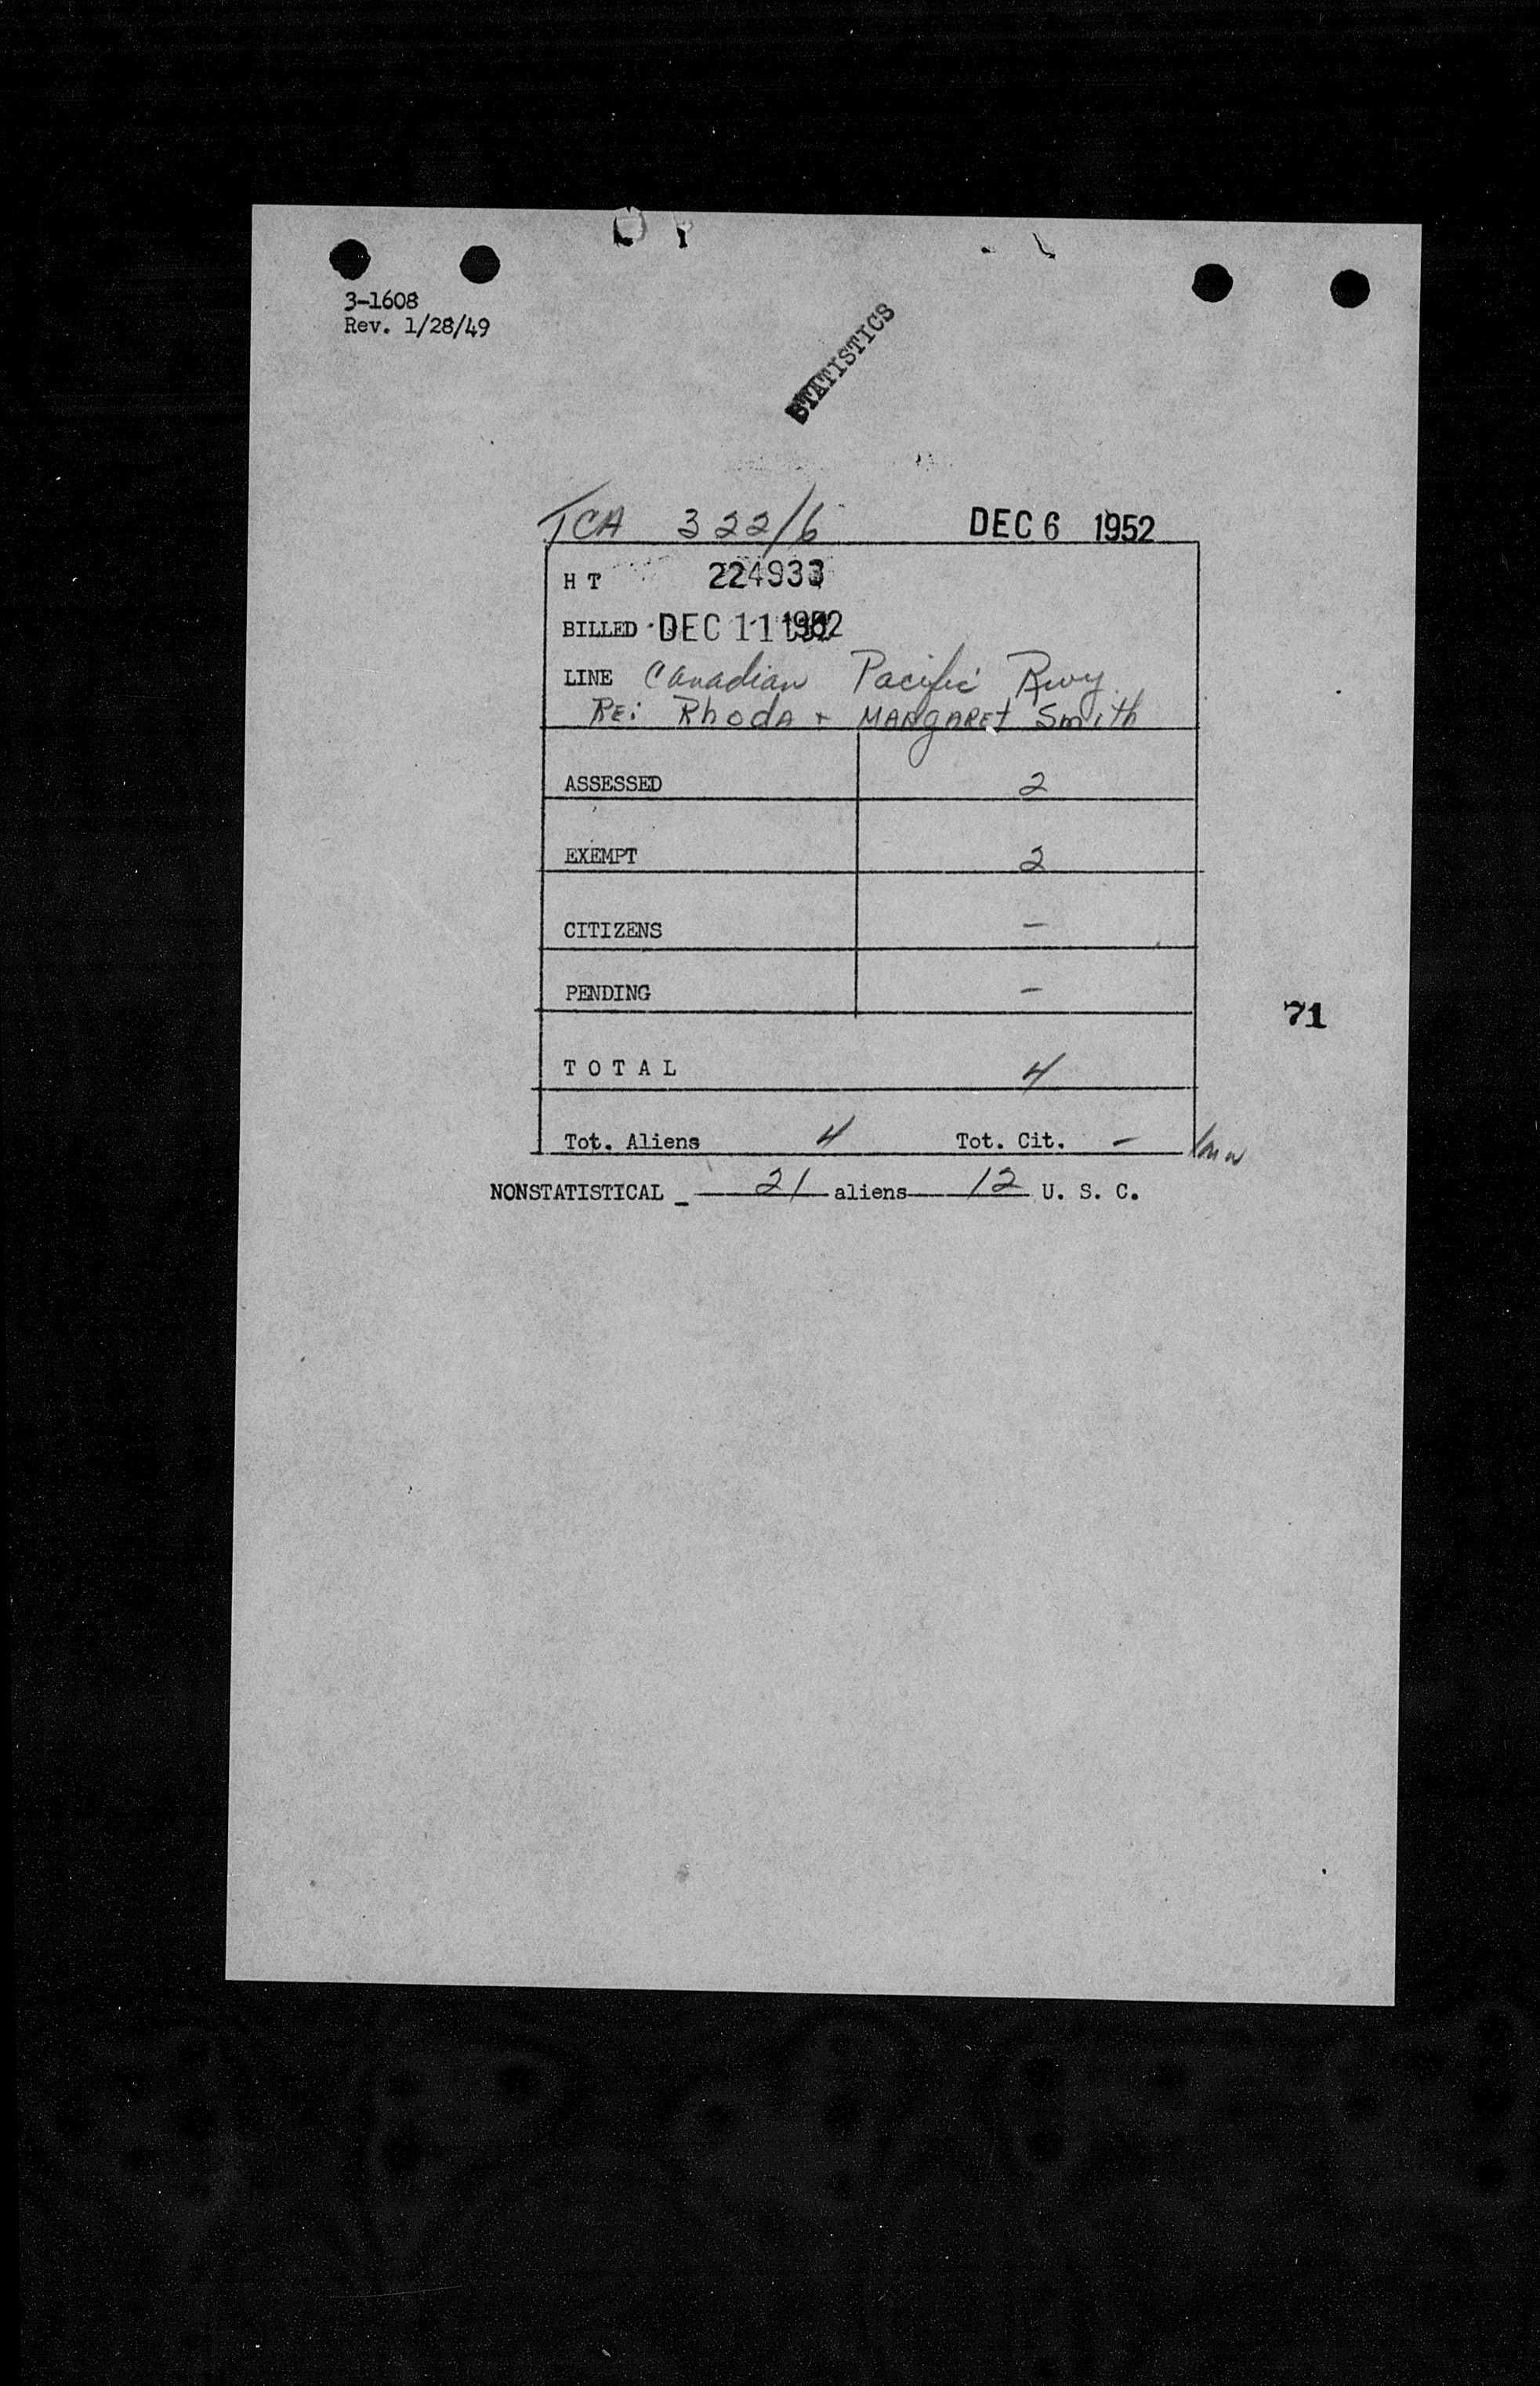 3-1608
Rev. 1/28/49
STATISTICS
TCA 322/6 DEC 6 1952
H T 224933
BILLED DEC 11 1952
LINE Canadian Pacific Rwy
Re: Rhoda + Margaret Smith
ASSESSED 2
EXEMPT 2
CITIZENS -
PENDING -
71
T O T A L 4
Tot. Aliens 4 Tot. Cit. -
NONSTATISTICAL - 21 aliens 12 U. S. C.